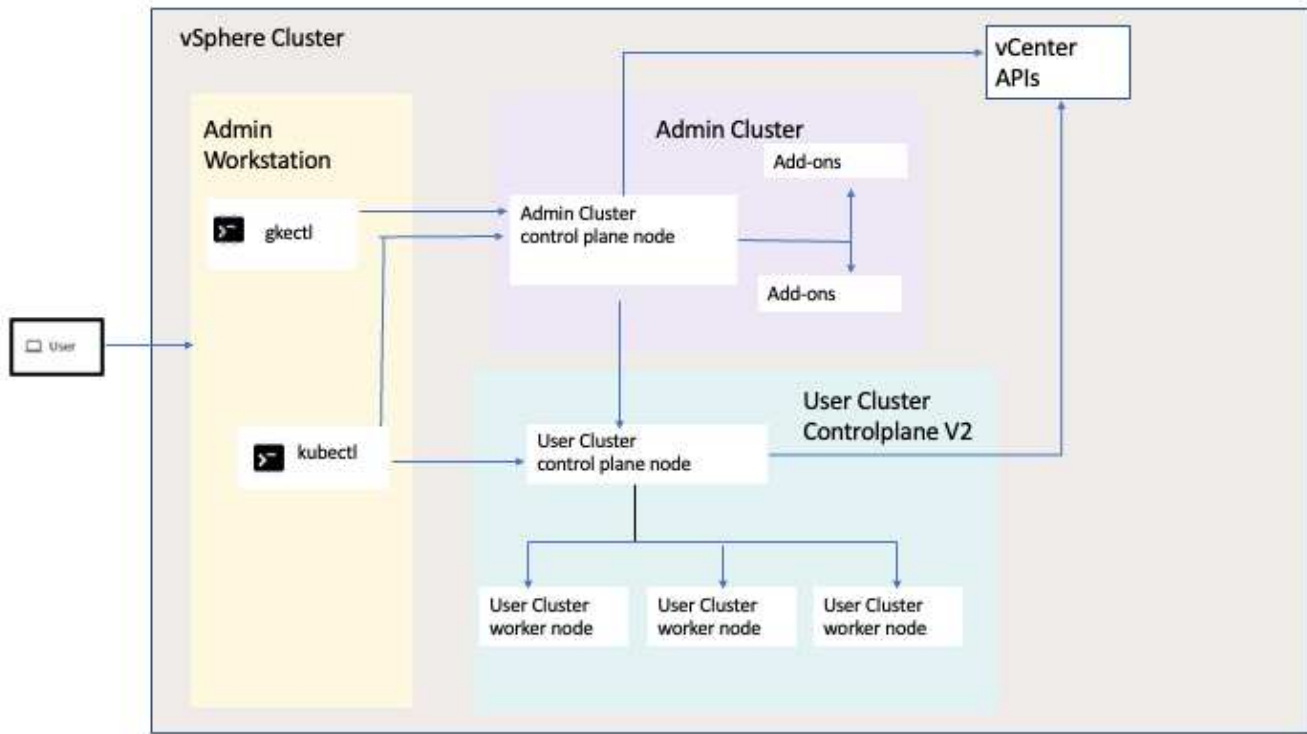 vSphere Cluster
vCenter
APIs
Admin
Workstation
Admin Cluster
Add-ons
gkectl
Admin Cluster
control plane node
Add-ons
User
User Cluster
Controlplane V2
kubectl
User Cluster
control plane node
User Cluster
worker node
User Cluster
worker node
User Cluster
worker node